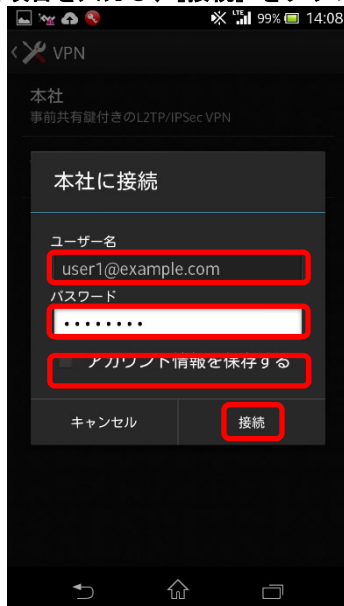 LTE 99% 14:08
VPN
本社
事前共有鍵付きのL2TP/IPSec VPN
本社に接続
ユーザー名
user1@example.com
パスワード
........
アカウント情報を保存する
キャンセル 接続